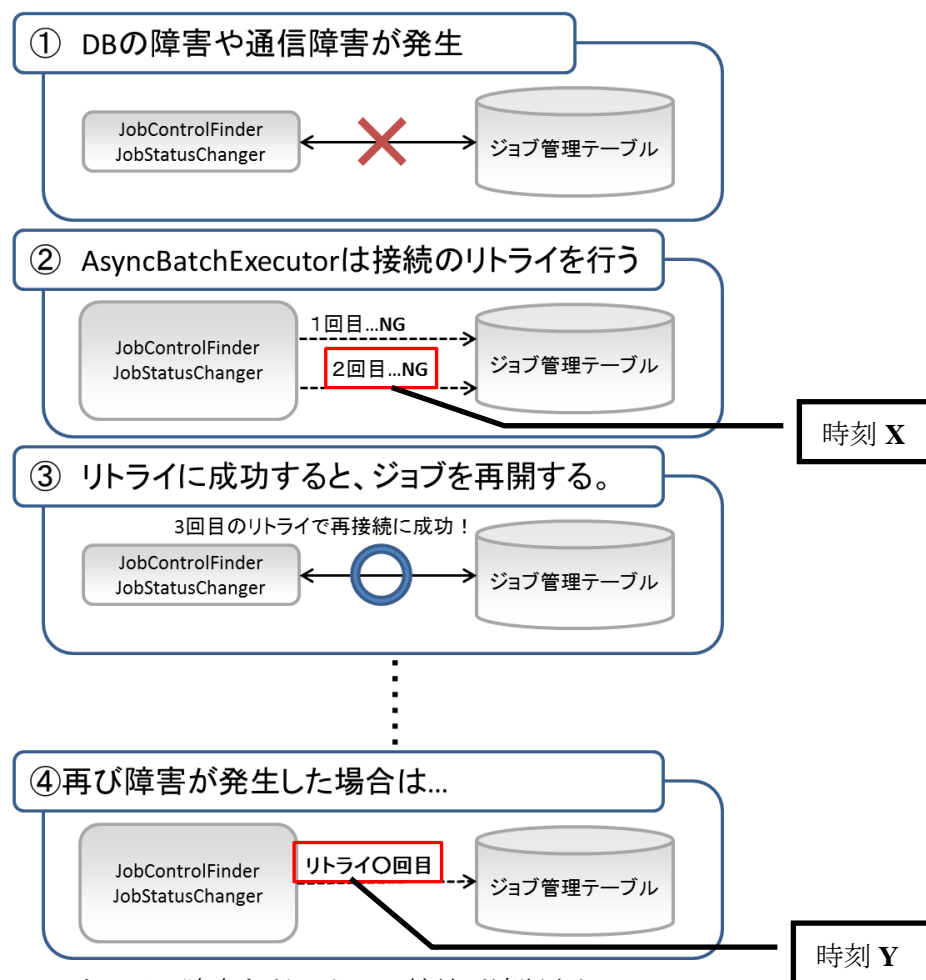 ① DBの障害や通信障害が発生
JobControlFinder
JobStatusChanger
ジョブ管理テーブル
② AsyncBatchExecutorは接続のリトライを行う
JobControlFinder
JobStatusChanger
1回目...NG
2回目...NG
ジョブ管理テーブル
時刻 X
③ リトライに成功すると、ジョブを再開する。
3回目のリトライで再接続に成功！
JobControlFinder
JobStatusChanger
ジョブ管理テーブル
④再び障害が発生した場合は...
JobControlFinder
JobStatusChanger
リトライ〇回目
ジョブ管理テーブル
時刻 Y